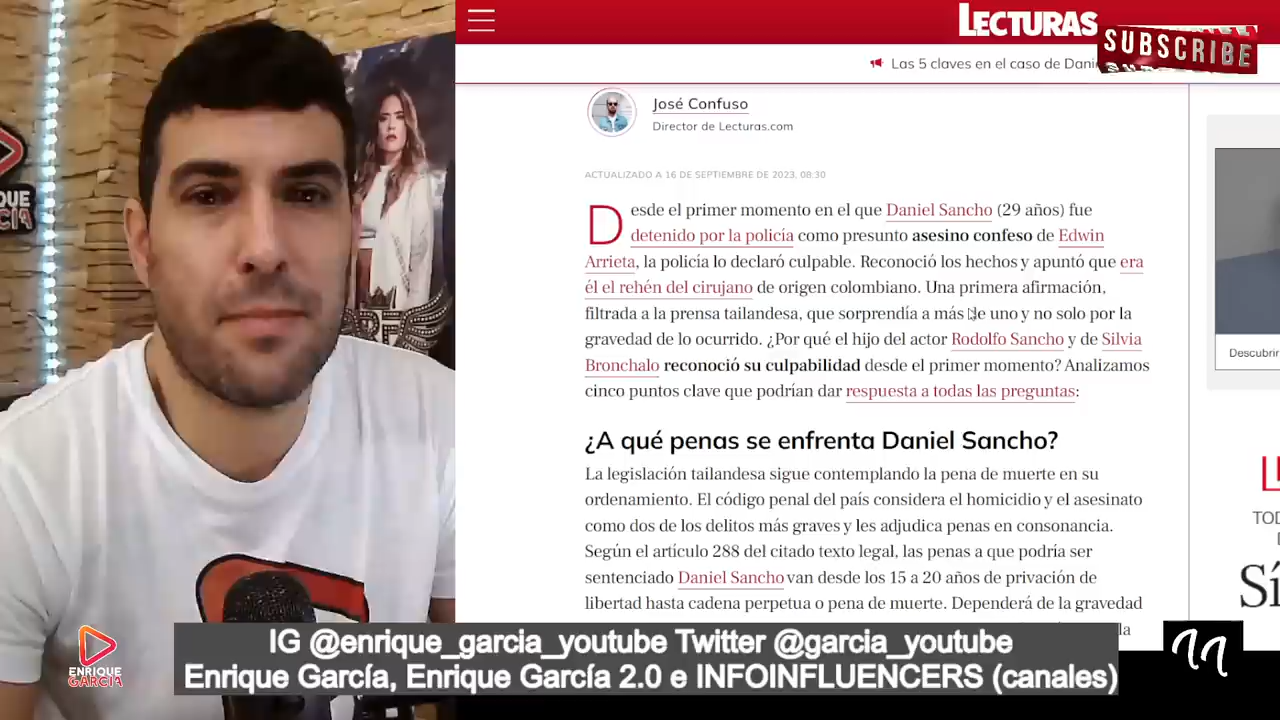 LECTURAS
SUBSCRIBE
Las 5 claves en el caso de Dani
José Confuso
Director de Lecturas.com
ACTUALIZADO A 16 DE SEPTIEMBRE DE 2023, 08:30
Desde el primer momento en el que Daniel Sancho (29 años) fue
detenido por la policía como presunto asesino confeso de Edwin
Arrieta, la policía lo declaró culpable. Reconoció los hechos y apuntó que era
él el rehén del cirujano de origen colombiano. Una primera afirmación,
filtrada a la prensa tailandesa, que sorprendía a más de uno y no solo por la
gravedad de lo ocurrido. ¿Por qué el hijo del actor Rodolfo Sancho y de Silvia
Bronchalo reconoció su culpabilidad desde el primer momento? Analizamos
cinco puntos clave que podrían dar respuesta a todas las preguntas:
¿A qué penas se enfrenta Daniel Sancho?
La legislación tailandesa sigue contemplando la pena de muerte en su
ordenamiento. El código penal del país considera el homicidio y el asesinato
como dos de los delitos más graves y les adjudica penas en consonancia.
Según el artículo 288 del citado texto legal, las penas a que podría ser
sentenciado Daniel Sancho van desde los 15 a 20 años de privación de
libertad hasta cadena perpetua o pena de muerte. Dependerá de la gravedad
la
Descubrir
TOD
D
Sí
IG @enrique_garcia_youtube Twitter @garcia_youtube
Enrique García, Enrique García 2.0 e INFOINFLUENCERS (canales)
ENRIQUE
GARCÍA
QUE
CIA